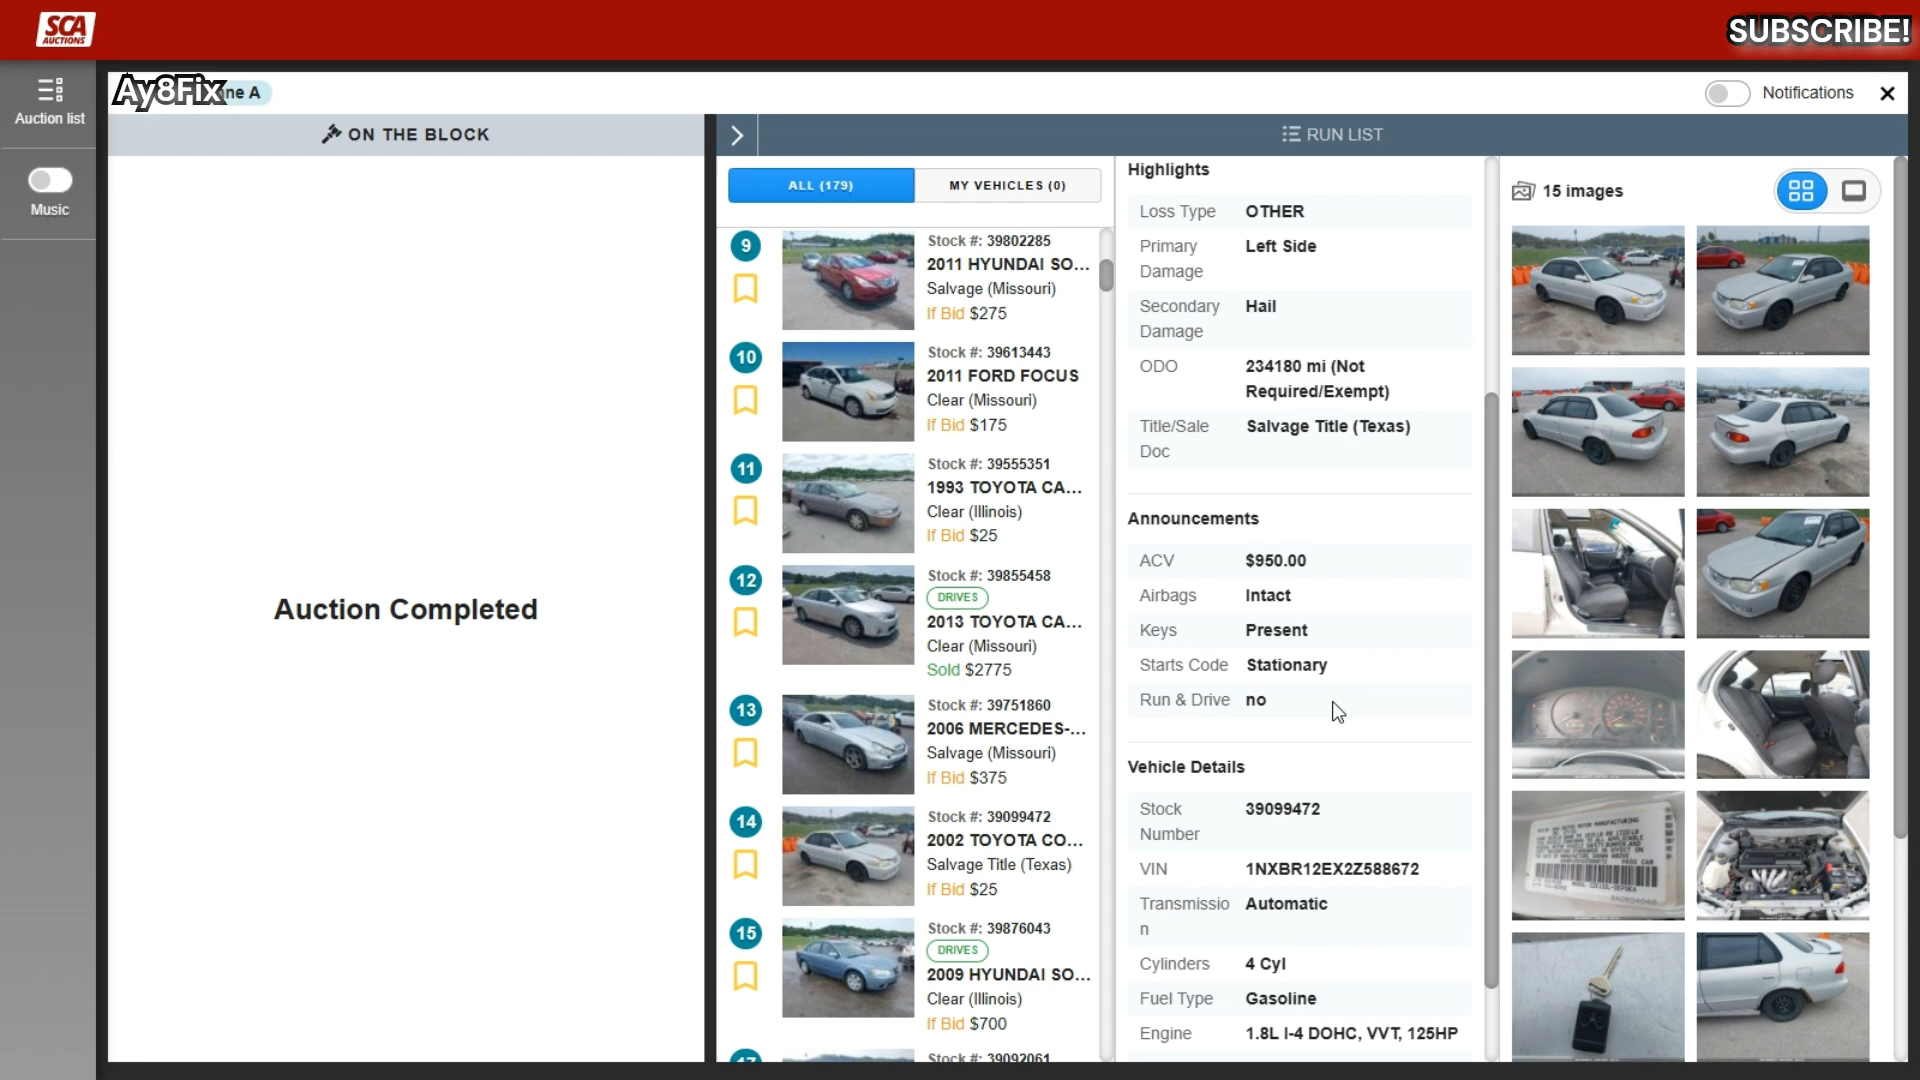 SCA
AUCTIONS
SUBSCRIBE!
Auction list
Music
Ay8Fix
ne A
Notifications
ON THE BLOCK
RUN LIST
Auction Completed
ALL (179)
MY VEHICLES (0)
9
Stock #: 39802285
2011 HYUNDAI SO...
Salvage (Missouri)
If Bid $275
10
Stock #: 39613443
2011 FORD FOCUS
Clear (Missouri)
If Bid $175
11
Stock #: 39555351
1993 TOYOTA CA...
Clear (Illinois)
If Bid $25
12
Stock #: 39855458
DRIVES
2013 TOYOTA CA...
Clear (Missouri)
Sold $2775
13
Stock #: 39751860
2006 MERCEDES-...
Salvage (Missouri)
If Bid $375
14
Stock #: 39099472
2002 TOYOTA CO...
Salvage Title (Texas)
If Bid $25
15
Stock #: 39876043
DRIVES
2009 HYUNDAI SO...
Clear (Illinois)
If Bid $700
17
Stock #: 39092061
Highlights
Loss Type OTHER
Primary Left Side
Damage
Secondary Hail
Damage
ODO 234180 mi (Not
Required/Exempt)
Title/Sale Salvage Title (Texas)
Doc
Announcements
ACV $950.00
Airbags Intact
Keys Present
Starts Code Stationary
Run & Drive no
Vehicle Details
Stock 39099472
Number
VIN 1NXBR12EX2Z588672
Transmissio Automatic
n
Cylinders 4 Cyl
Fuel Type Gasoline
Engine 1.8L I-4 DOHC, VVT, 125HP
15 images